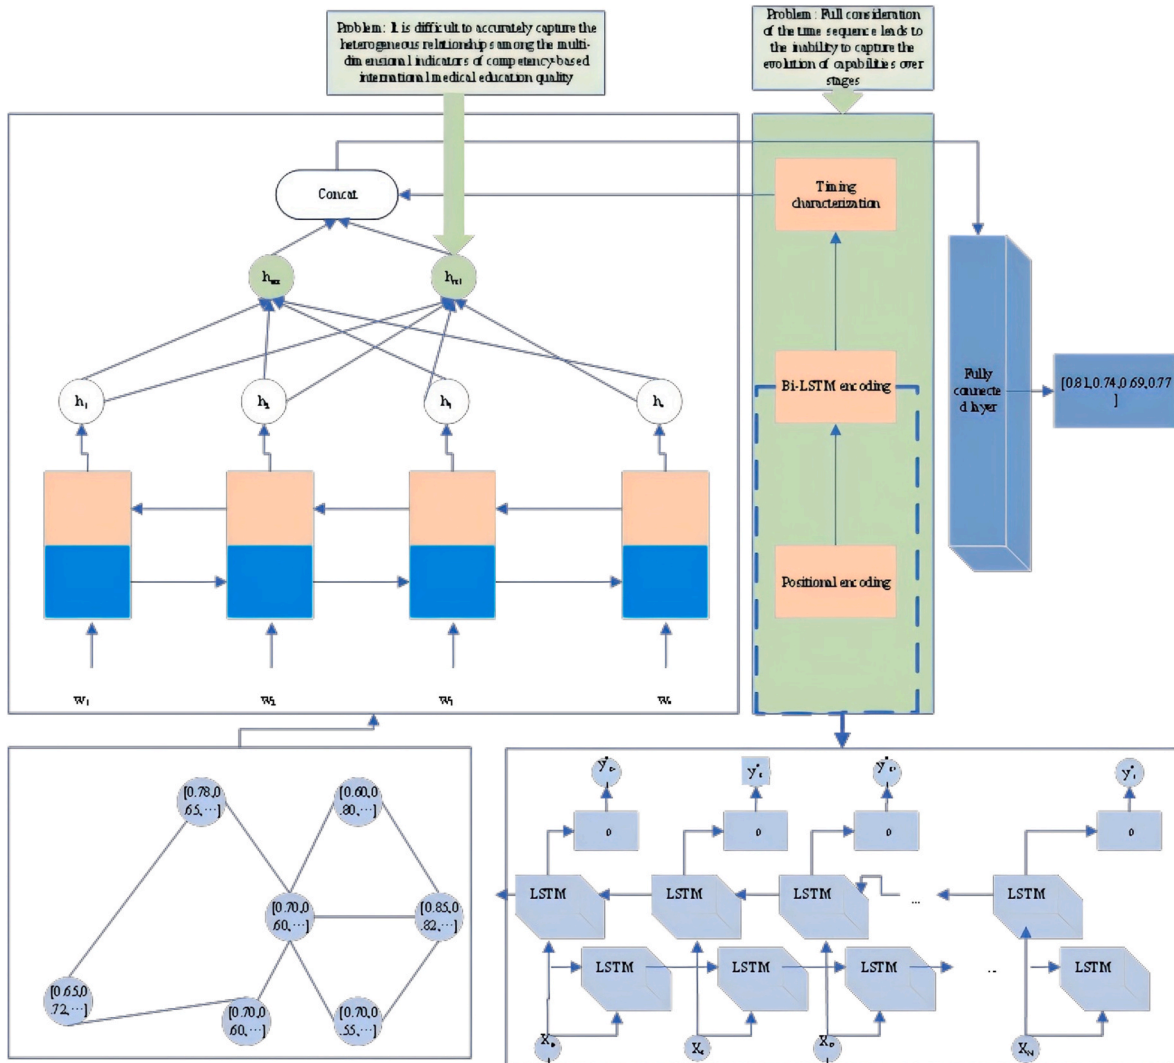 Problem: It is difficult to accurately capture the
heterogeneous relationships among the multi-
dimensional indicators of competency-based
international medical education quality
Problem: Full consideration
of the time sequence leads to
the inability to capture the
evolution of capabilities over
stages
Concat
Timing
characterization
h
h
h₁
h₂
h
h
Bi-LSTM encoding
Fully
connecte
d layer
[0.81,0.74,0.69,0.77
]
Positional encoding
w₁
w₂
w
w
[0.78,0
.65,···]
[0.60,0
.80,···]
[0.70,0
.60,···]
[0.85,0
.82,···]
[0.65,0
.72,···]
[0.70,0
.60,···]
[0.70,0
.55,···]
o
o
o
o
LSTM
LSTM
LSTM
...
LSTM
LSTM
LSTM
LSTM
...
LSTM
X
X
X
X